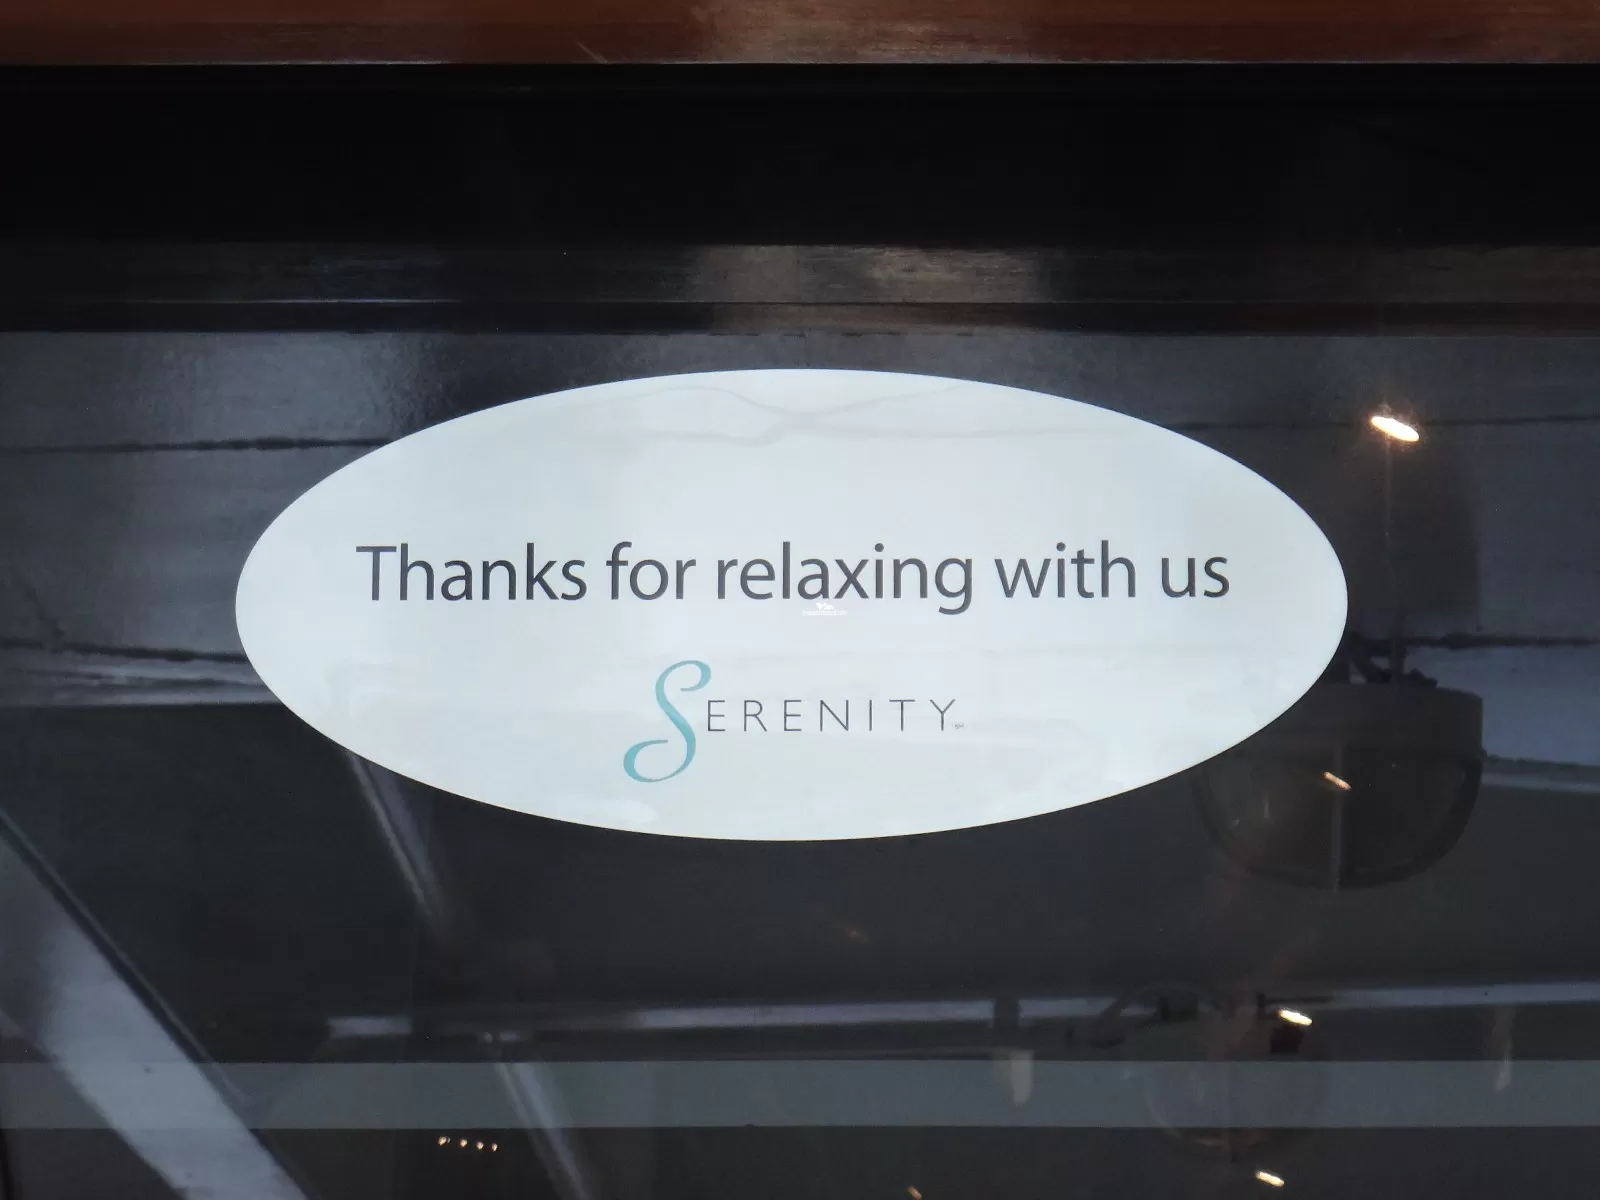 Thanks for relaxing with us
SERENITY